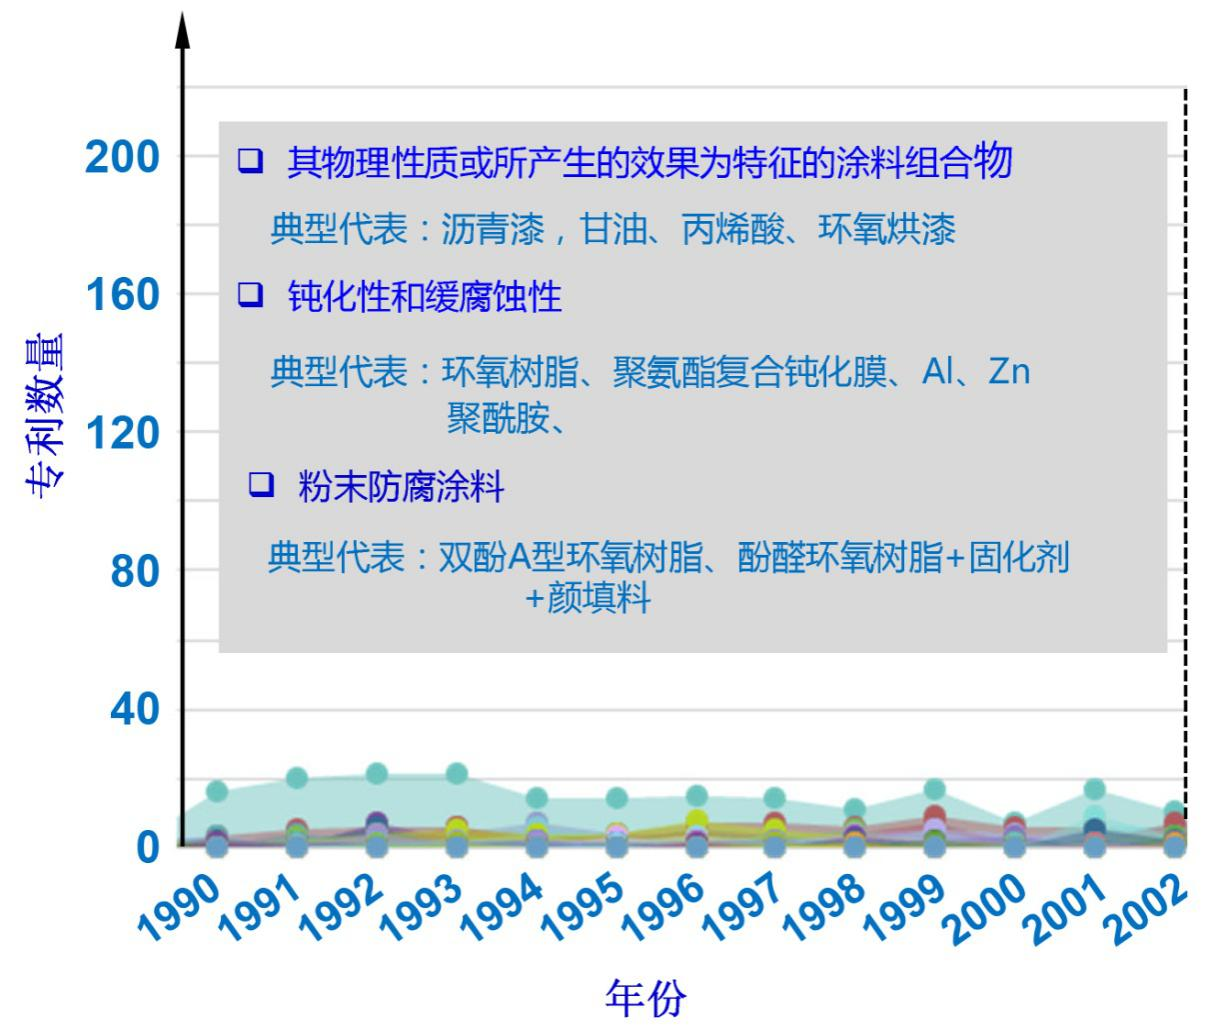 200
160
120
80
40
0
专利数量
❑ 其物理性质或所产生的效果为特征的涂料组合物
典型代表：沥青漆，甘油、丙烯酸、环氧烘漆
❑ 钝化性和缓腐蚀性
典型代表：环氧树脂、聚氨酯复合钝化膜、Al、Zn
聚酰胺、
❑ 粉末防腐涂料
典型代表：双酚A型环氧树脂、酚醛环氧树脂+固化剂
+颜填料
1990 1991 1992 1993 1994 1995 1996 1997 1998 1999 2000 2001 2002
年份